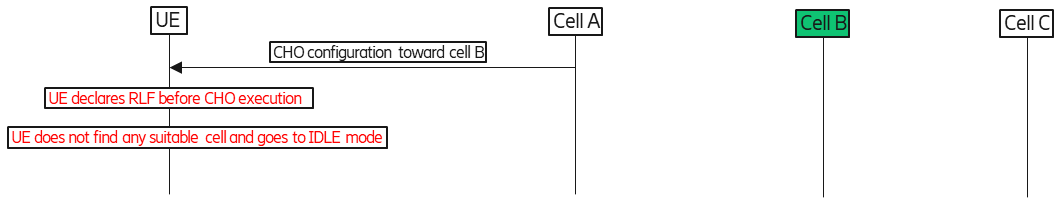 UE
Cell A
Cell B
Cell C
CHO configuration toward cell B
UE declares RLF before CHO execution
UE does not find any suitable cell and goes to IDLE mode